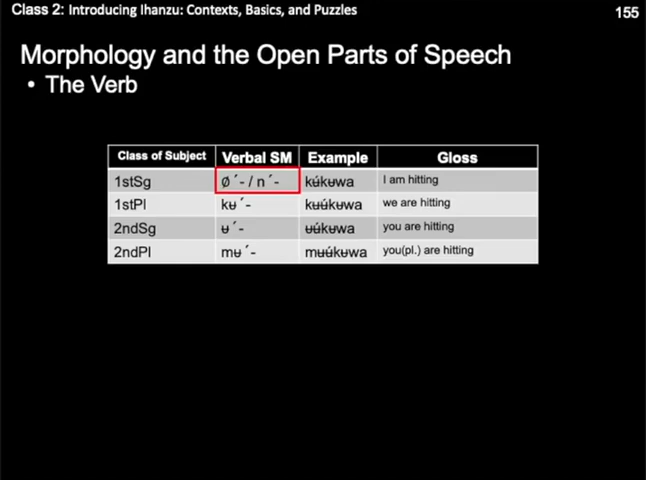 Class 2: Introducing Ihanzu: Contexts, Basics, and Puzzles 155
Morphology and the Open Parts of Speech
• The Verb
Class of Subject Verbal SM Example Gloss
1stSg Ø ´- / n ´- kʉ́kʉwa I am hitting
1stPl kʉ ´- kʉʉ́kʉwa we are hitting
2ndSg ʉ ´- ʉʉ́kʉwa you are hitting
2ndPl mʉ ´- mʉʉ́kʉwa you(pl.) are hitting